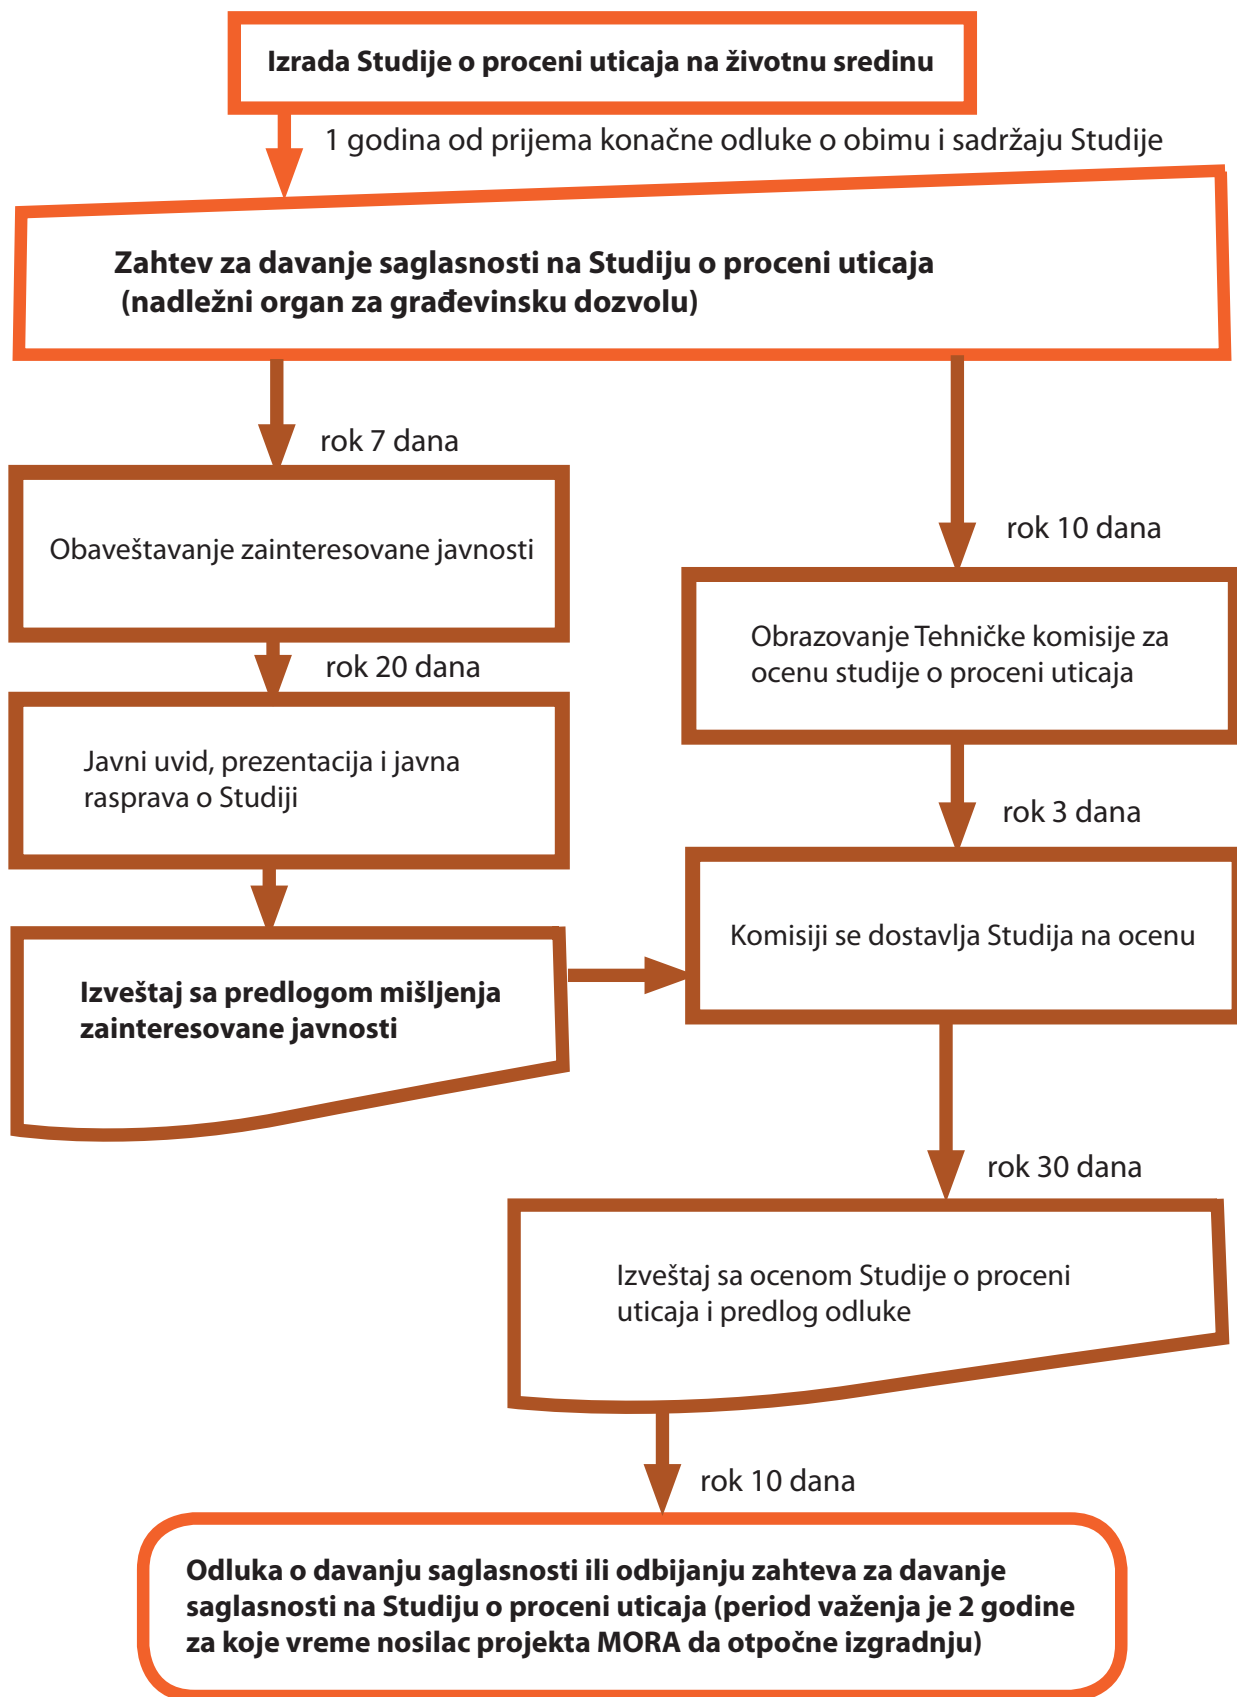 Izrada Studije o proceni uticaja na životnu sredinu
1 godina od prijema konačne odluke o obimu i sadržaju Studije
Zahtev za davanje saglasnosti na Studiju o proceni uticaja
(nadležni organ za građevinsku dozvolu)
rok 7 dana
Obaveštavanje zainteresovane javnosti
rok 20 dana
Javni uvid, prezentacija i javna
rasprava o Studiji
Izveštaj sa predlogom mišljenja
zainteresovane javnosti
rok 10 dana
Obrazovanje Tehničke komisije za
ocenu studije o proceni uticaja
rok 3 dana
Komisiji se dostavlja Studija na ocenu
rok 30 dana
Izveštaj sa ocenom Studije o proceni
uticaja i predlog odluke
rok 10 dana
Odluka o davanju saglasnosti ili odbijanju zahteva za davanje
saglasnosti na Studiju o proceni uticaja (period važenja je 2 godine
za koje vreme nosilac projekta MORA da otpočne izgradnju)